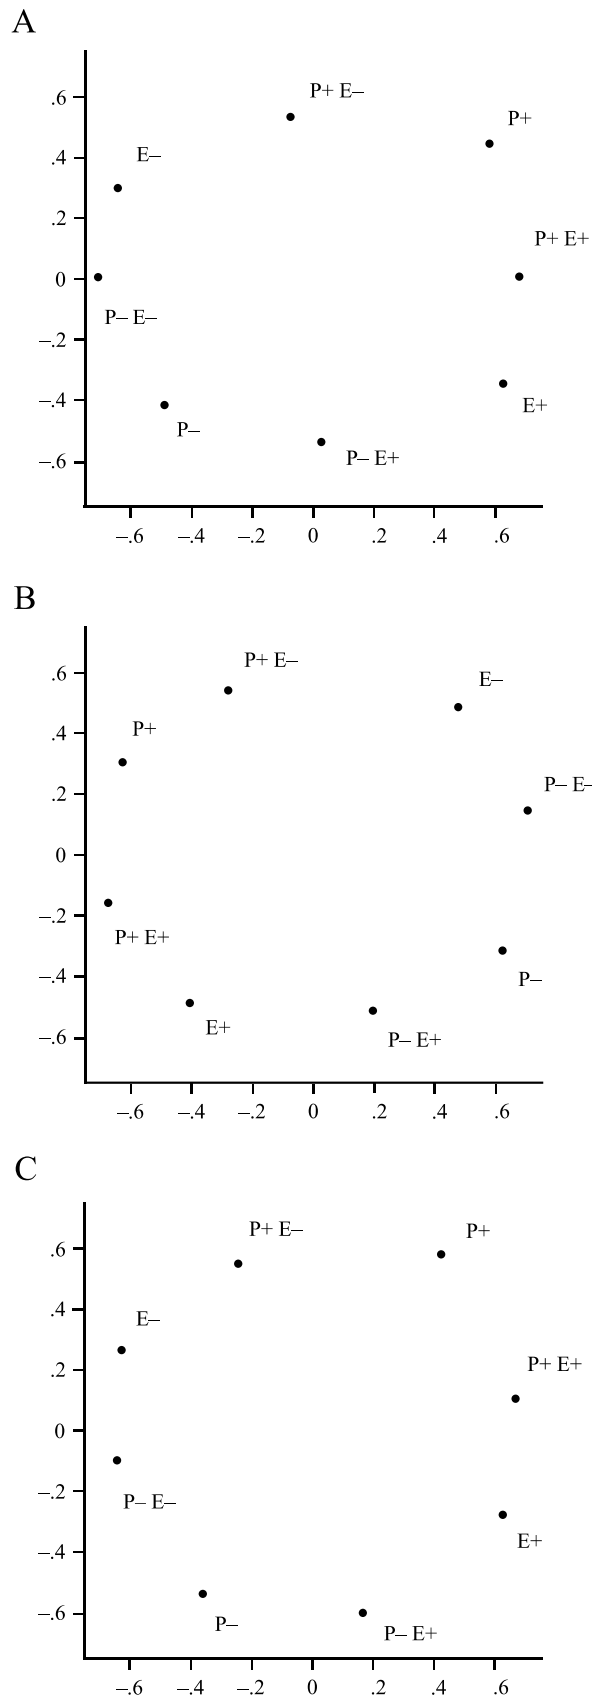 A
P+ E–
.6
P+
.4
E–
.2
P+ E+
0
P– E–
–.2
–.4
E+
P–
P– E+
–.6
–.6 –.4 –.2 0 .2 .4 .6
B
P+ E–
.6
E–
P+
.4
P– E–
.2
0
–.2
P+ E+
–.4
P–
E+
P– E+
–.6
–.6 –.4 –.2 0 .2 .4 .6
C
P+ E–
P+
.6
.4
E–
P+ E+
.2
0
–.2
P– E–
–.4
E+
–.6
P–
P– E+
–.6 –.4 –.2 0 .2 .4 .6